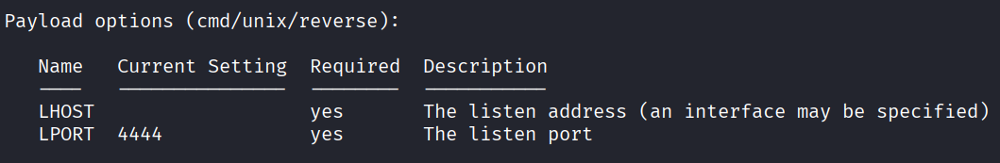 Payload options (cmd/unix/reverse):
Name Current Setting Required Description
---- --------------- -------- -----------
LHOST yes The listen address (an interface may be specified)
LPORT 4444 yes The listen port